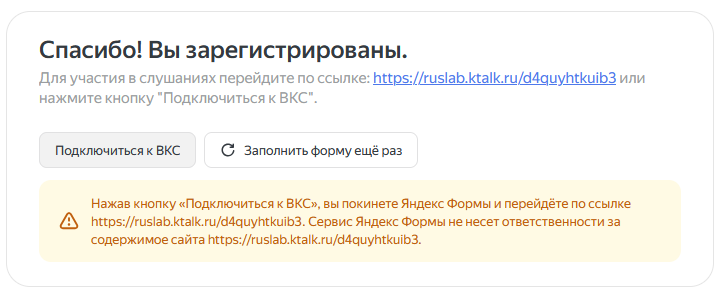 Спасибо! Вы зарегистрированы.
Для участия в слушаниях перейдите по ссылке: https://ruslab.ktalk.ru/d4quyhtkuib3 или
нажмите кнопку "Подключиться к ВКС".
Подключиться к ВКС
Заполнить форму ещё раз
Нажав кнопку «Подключиться к ВКС», вы покинете Яндекс Формы и перейдёте по ссылке
https://ruslab.ktalk.ru/d4quyhtkuib3. Сервис Яндекс Формы не несет ответственности за
содержимое сайта https://ruslab.ktalk.ru/d4quyhtkuib3.